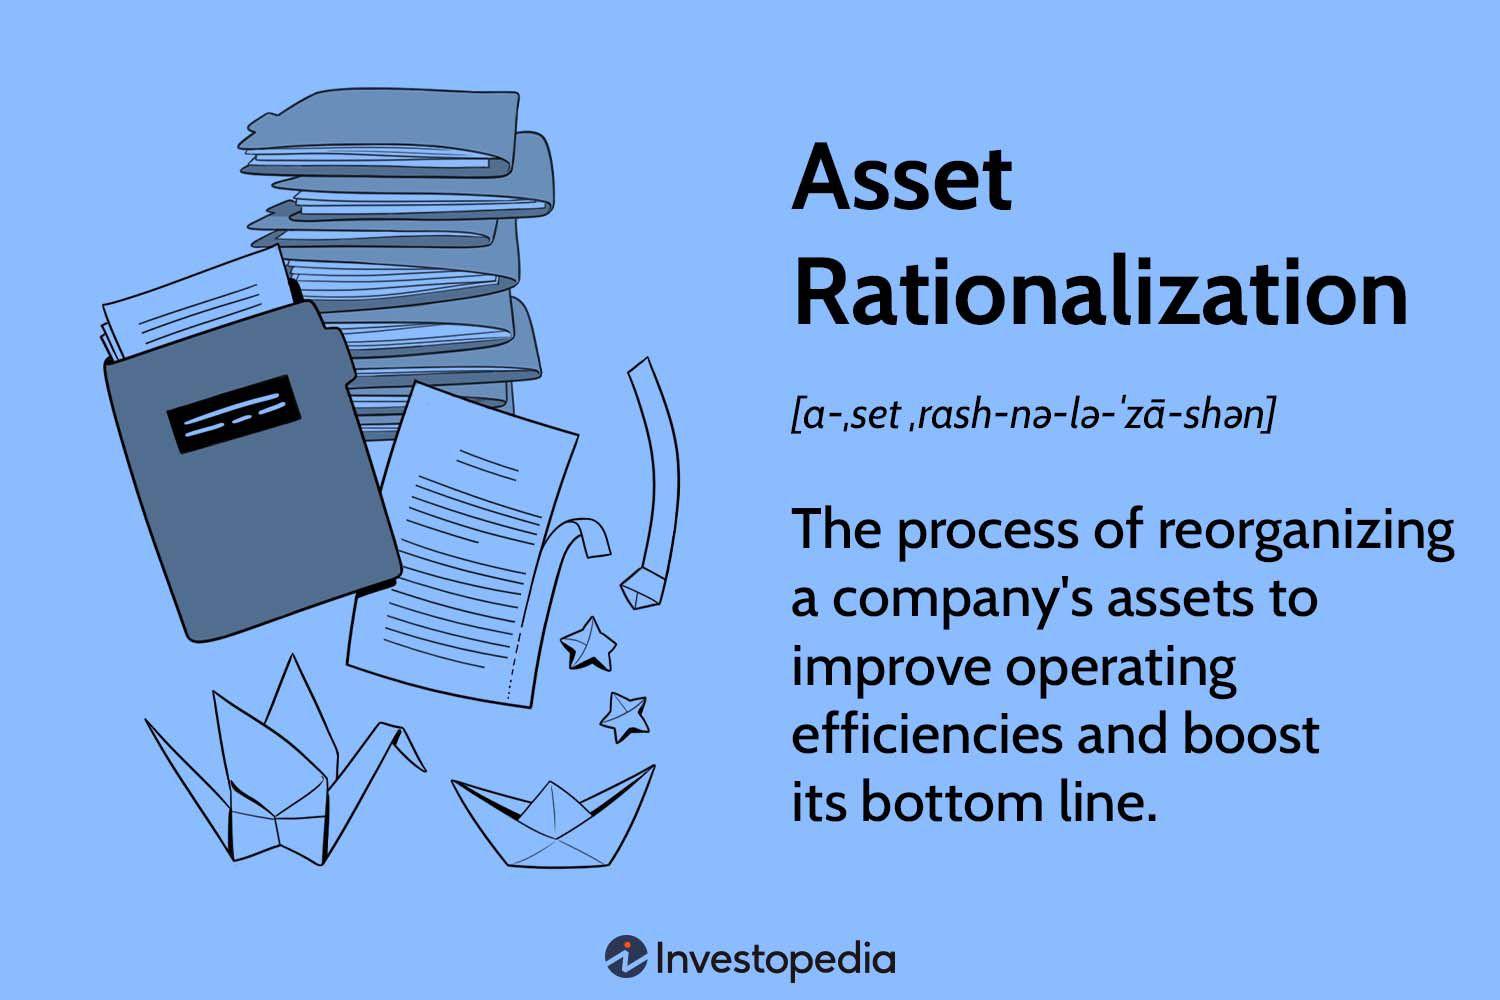 Asset
Rationalization
[a-ˌset ˌrash-nə-lə-ˈzā-shən]
The process of reorganizing
a company's assets to
improve operating
efficiencies and boost
its bottom line.
Investopedia